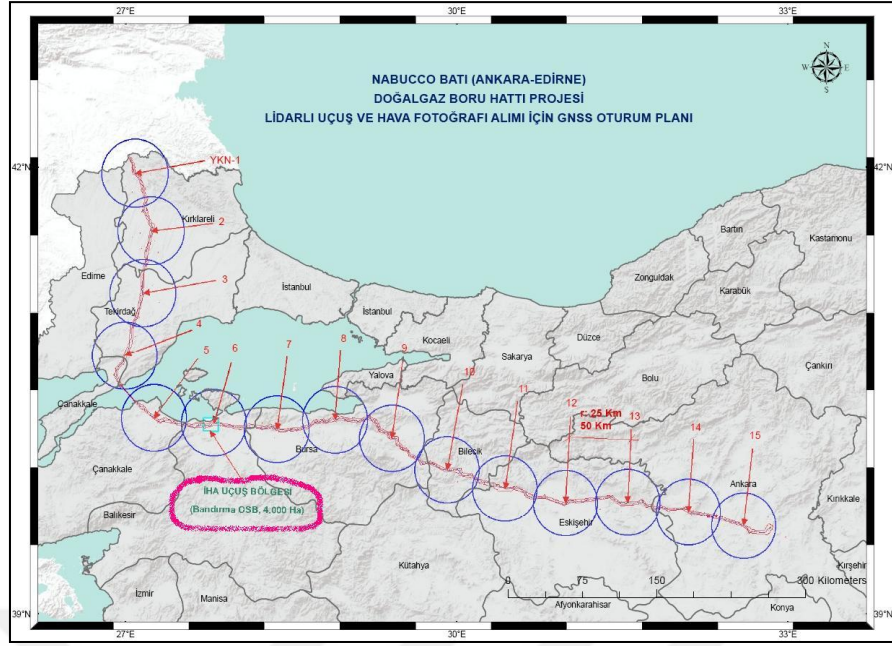 27°E
30°E
33°E
NABUCCO BATI (ANKARA-EDİRNE)
DOĞALGAZ BORU HATTI PROJESİ
LİDARLI UÇUŞ VE HAVA FOTOĞRAFI ALIMI İÇİN GNSS OTURUM PLANI
N
W
E
S
42°N
42°N
YKN-1
Kırklareli
2
Bartın
Kastamonu
Edirne
3
İstanbul
Zonguldak
Karabük
Tekirdağ
İstanbul
4
Kocaeli
Düzce
Sakarya
5
6
7
8
9
Çankırı
Yalova
10
Bolu
11
Çanakkale
12
r: 25 Km
50 Km
13
14
15
Bursa
Bilecik
Çanakkale
Ankara
İHA UÇUŞ BÖLGESİ
(Bandırma OSB, 4.000 Ha)
Kırıkkale
Balıkesir
Eskişehir
Kütahya
Kırşehir
0
75
150
300 Kilometers
İzmir
Manisa
Afyonkarahisar
Konya
39°N
39°N
27°E
30°E
33°E